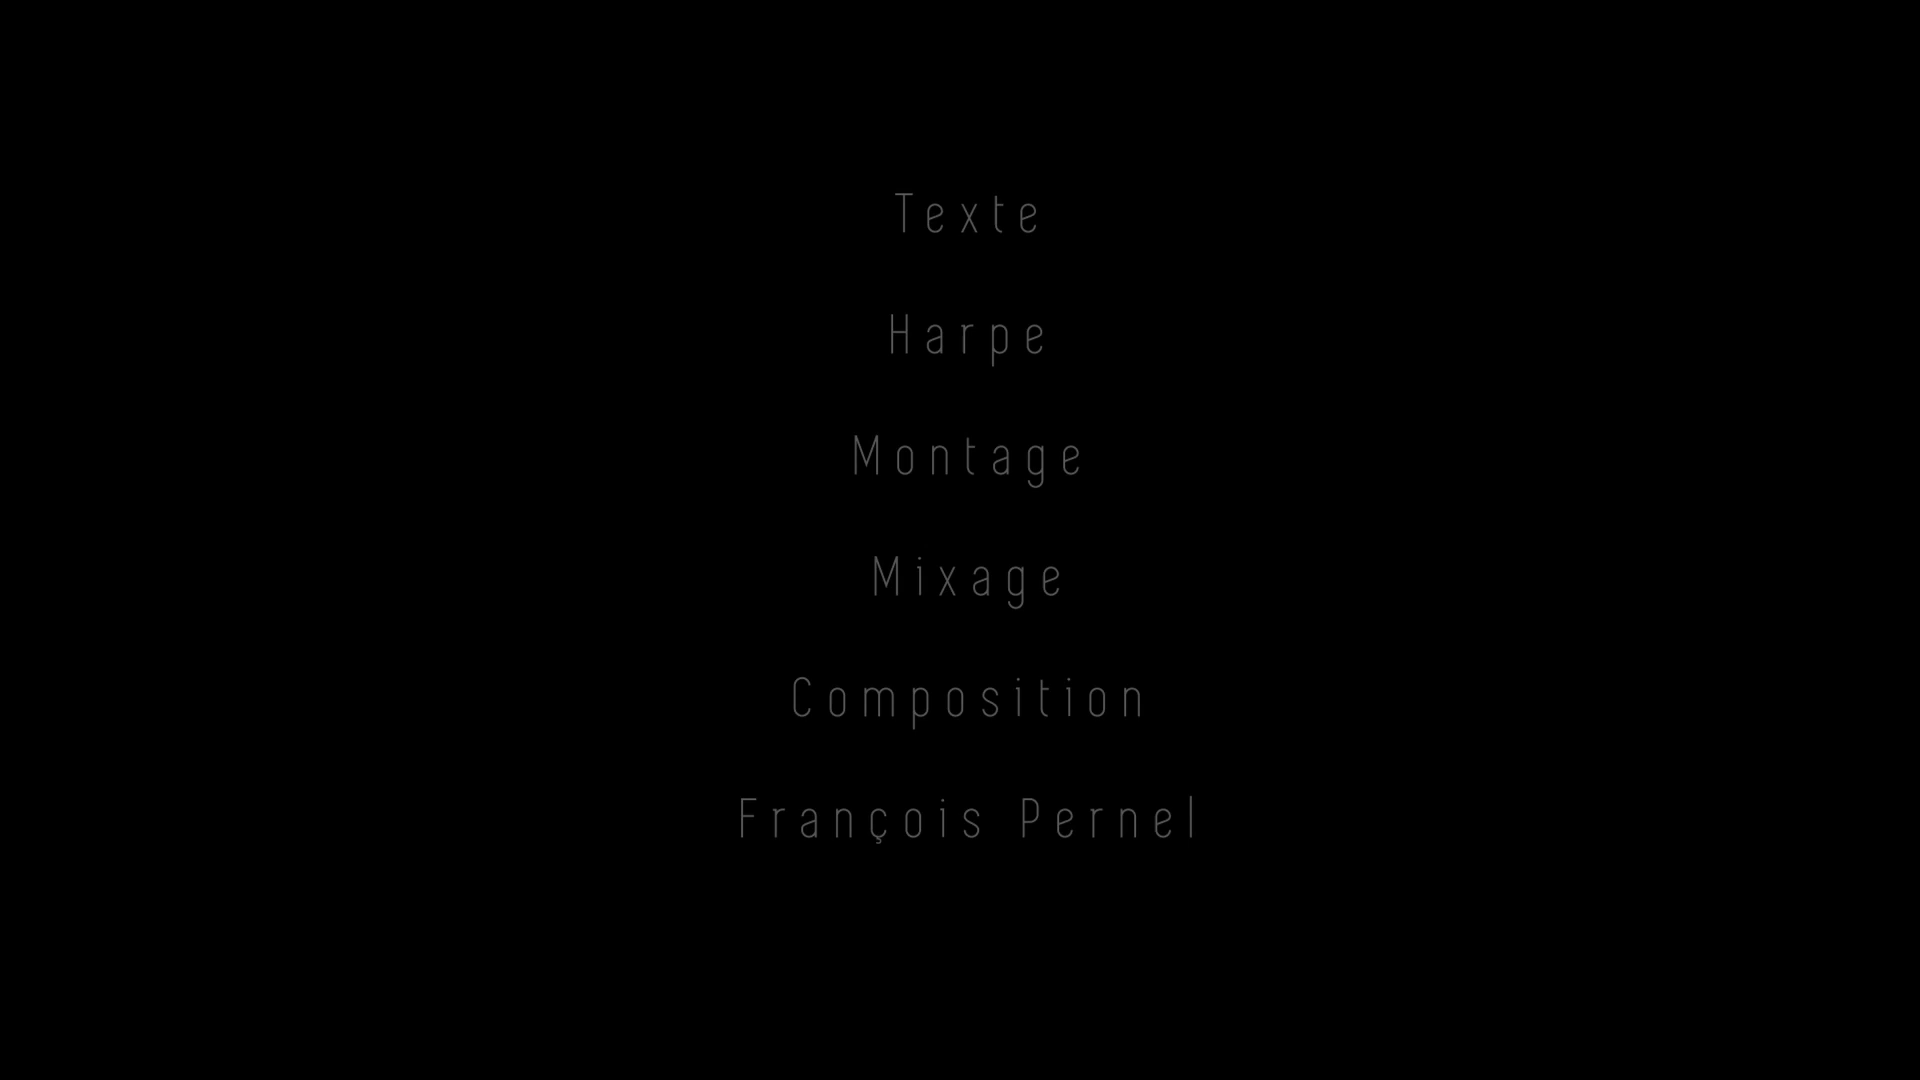 Texte
Harpe
Montage
Mixage
Composition
François Pernel